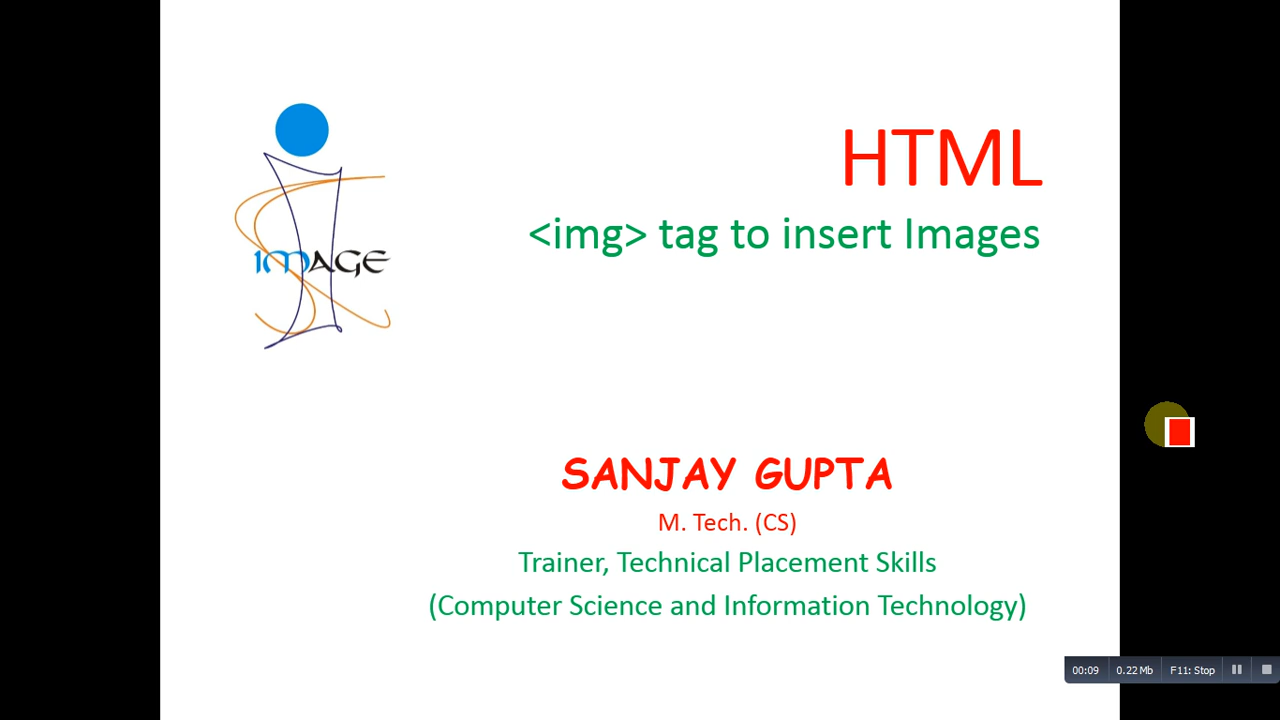 HTML
<img> tag to insert Images
IMAGE
SANJAY GUPTA
M. Tech. (CS)
Trainer, Technical Placement Skills
(Computer Science and Information Technology)
00:09 0.22 Mb F11: Stop